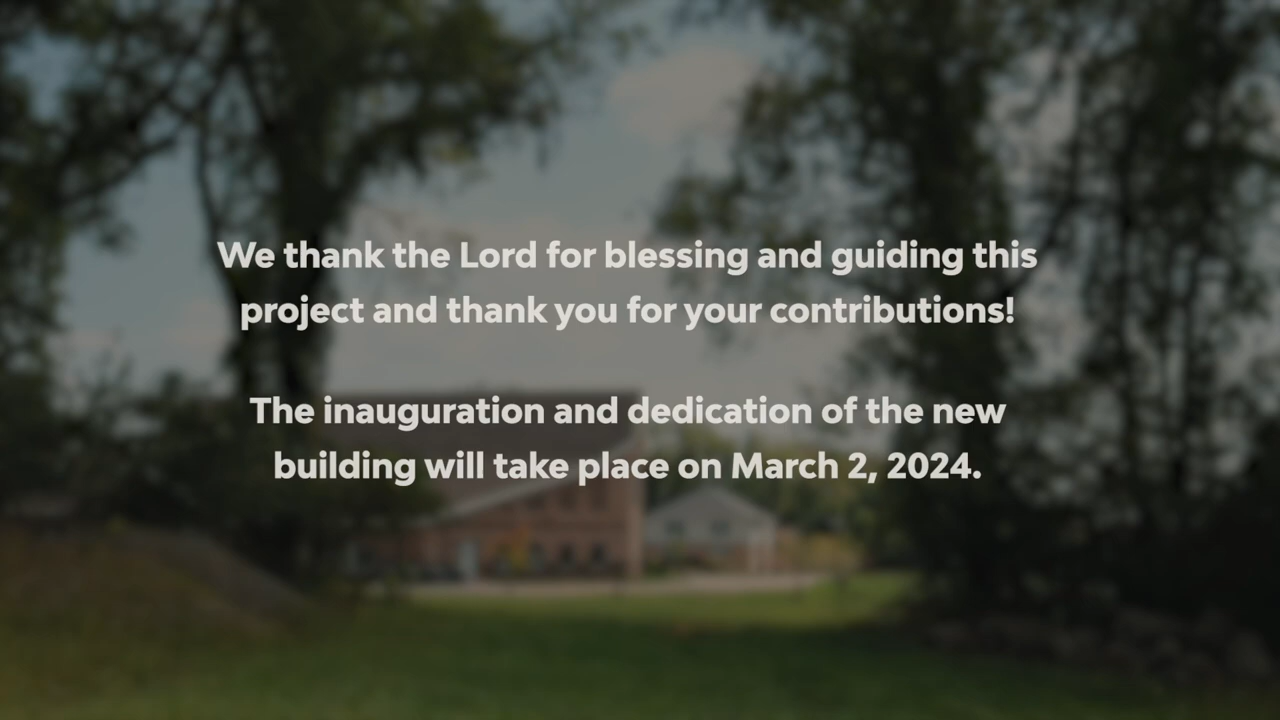 We thank the Lord for blessing and guiding this
project and thank you for your contributions!
The inauguration and dedication of the new
building will take place on March 2, 2024.